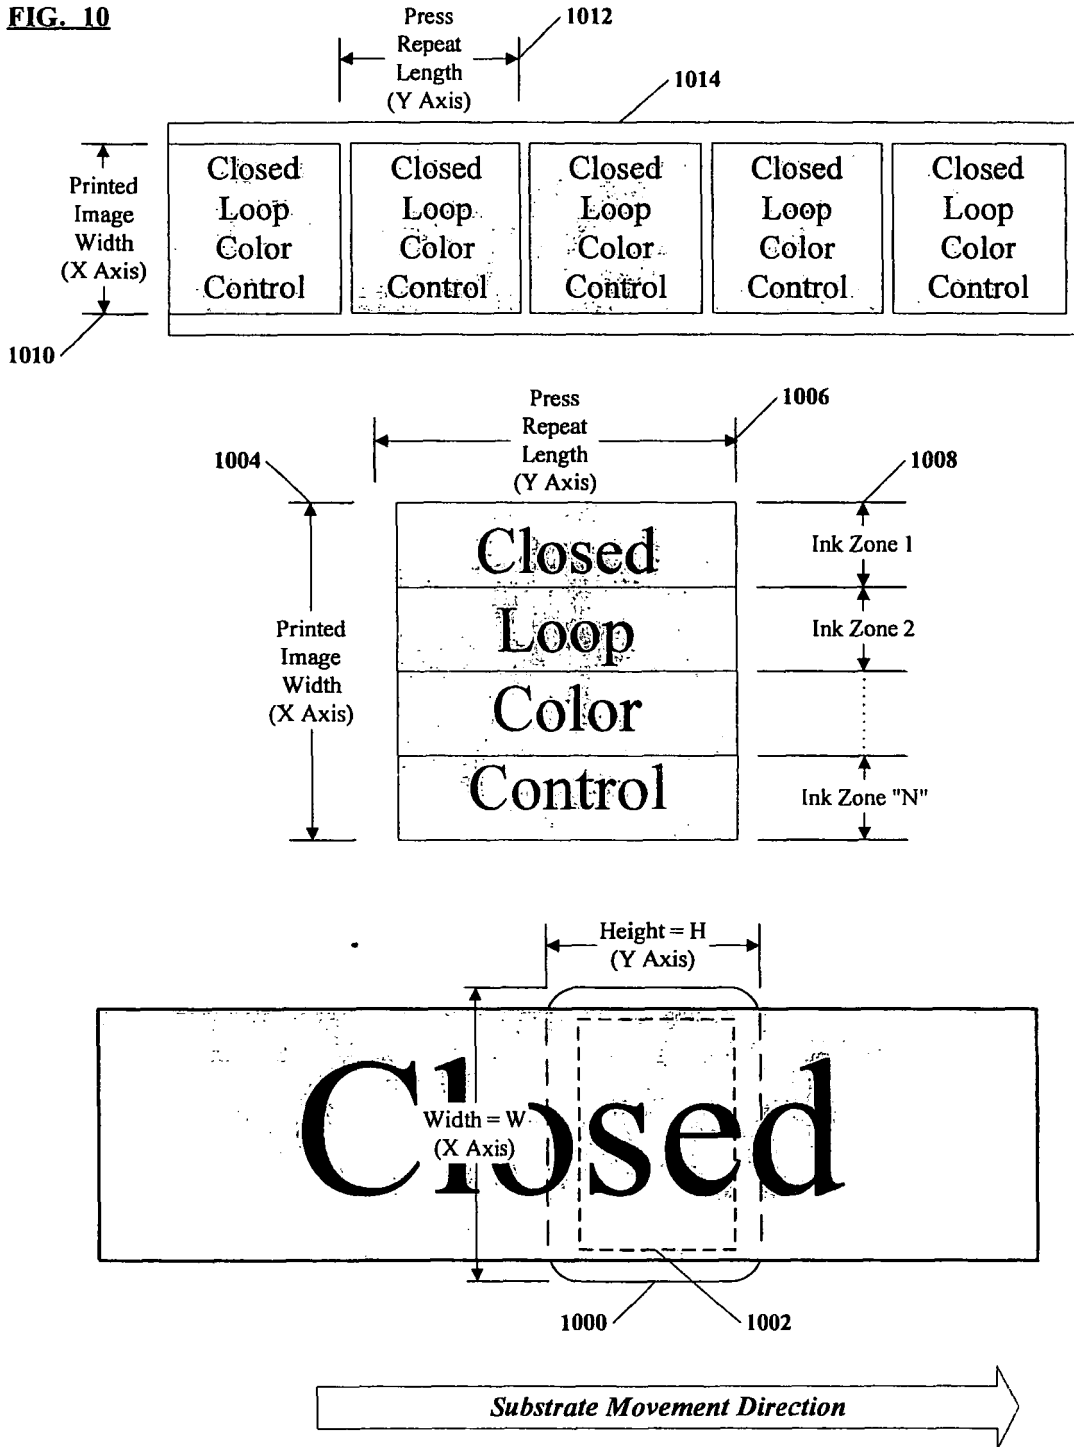 FIG. 10
Press
Repeat
Length
(Y Axis)
1012
1014
Printed
Image
Width
(X Axis)
1010
Closed
Loop
Color
Control
Closed
Loop
Color
Control
Closed
Loop
Color
Control
Closed
Loop
Color
Control
Closed
Loop
Color
Control
Press
Repeat
Length
(Y Axis)
1006
1004
1008
Printed
Image
Width
(X Axis)
Closed
Loop
Color
Control
Ink Zone 1
Ink Zone 2
Ink Zone "N"
Height = H
(Y Axis)
Closed
Width = W
(X Axis)
1000
1002
Substrate Movement Direction